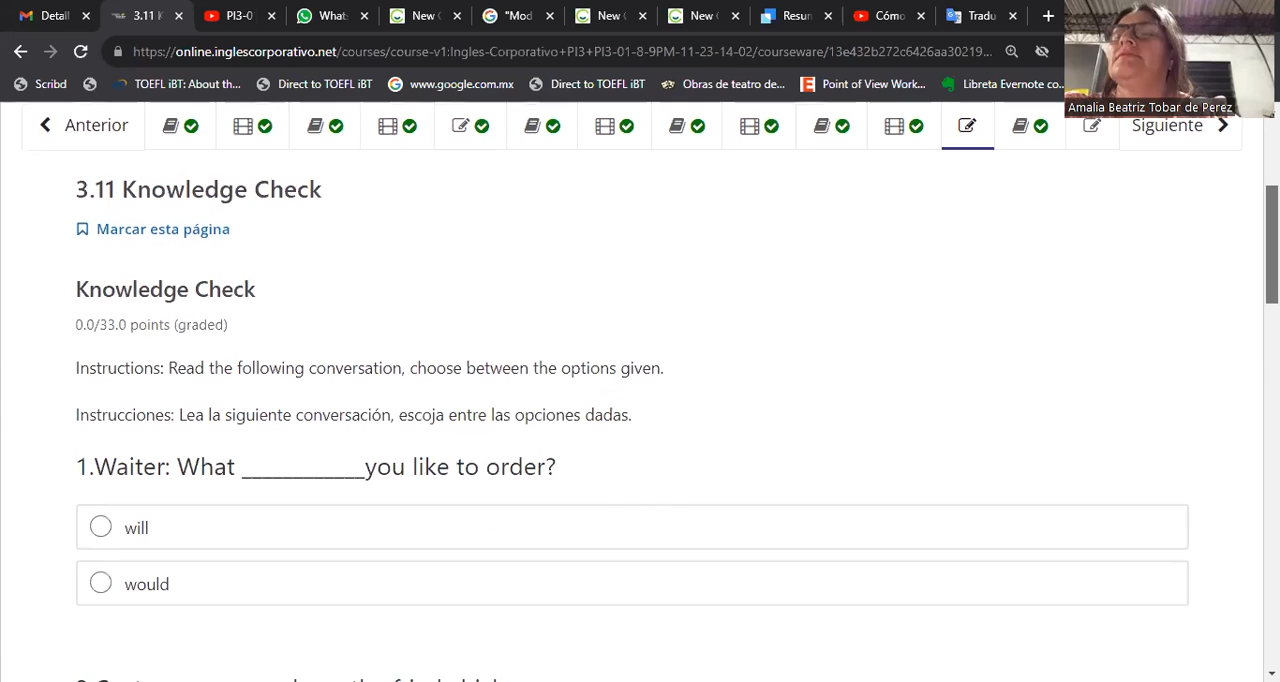 Detall
3.11 K
PI3-0
What
New (
"Mod
New (
New (
Resun
Cómo
Tradu
https://online.inglescorporativo.net/courses/course-v1:Ingles-Corporativo+PI3+PI3-01-8-9PM-11-23-14-02/courseware/13e432b272c6426aa30219...
Scribd
TOEFL iBT: About th...
Direct to TOEFL iBT
www.google.com.mx
Direct to TOEFL iBT
Obras de teatro de...
Point of View Work...
Libreta Evernote co...
Amalia Beatriz Tobar de Perez
Anterior
Siguiente
3.11 Knowledge Check
Marcar esta página
Knowledge Check
0.0/33.0 points (graded)
Instructions: Read the following conversation, choose between the options given.
Instrucciones: Lea la siguiente conversación, escoja entre las opciones dadas.
1.Waiter: What ___________you like to order?
will
would